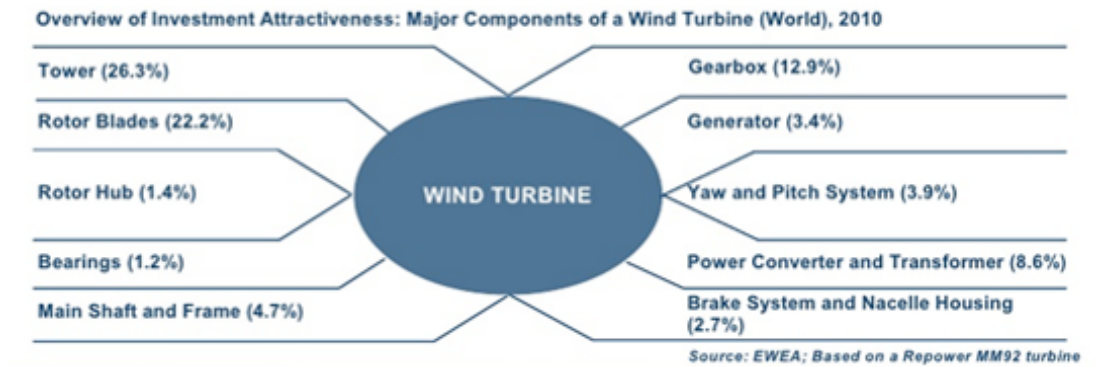 Overview of Investment Attractiveness: Major Components of a Wind Turbine (World), 2010
Tower (26.3%)
Rotor Blades (22.2%)
Rotor Hub (1.4%)
Bearings (1.2%)
Main Shaft and Frame (4.7%)
WIND TURBINE
Gearbox (12.9%)
Generator (3.4%)
Yaw and Pitch System (3.9%)
Power Converter and Transformer (8.6%)
Brake System and Nacelle Housing
(2.7%)
Source: EWEA; Based on a Repower MM92 turbine